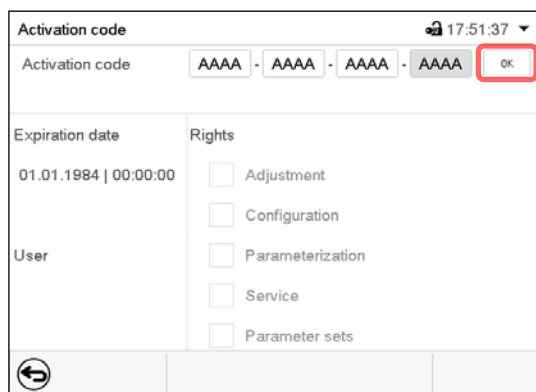 Activation code 17:51:37
Activation code AAAA - AAAA - AAAA - AAAA OK
Expiration date Rights
01.01.1984 | 00:00:00 Adjustment
Configuration
User Parameterization
Service
Parameter sets